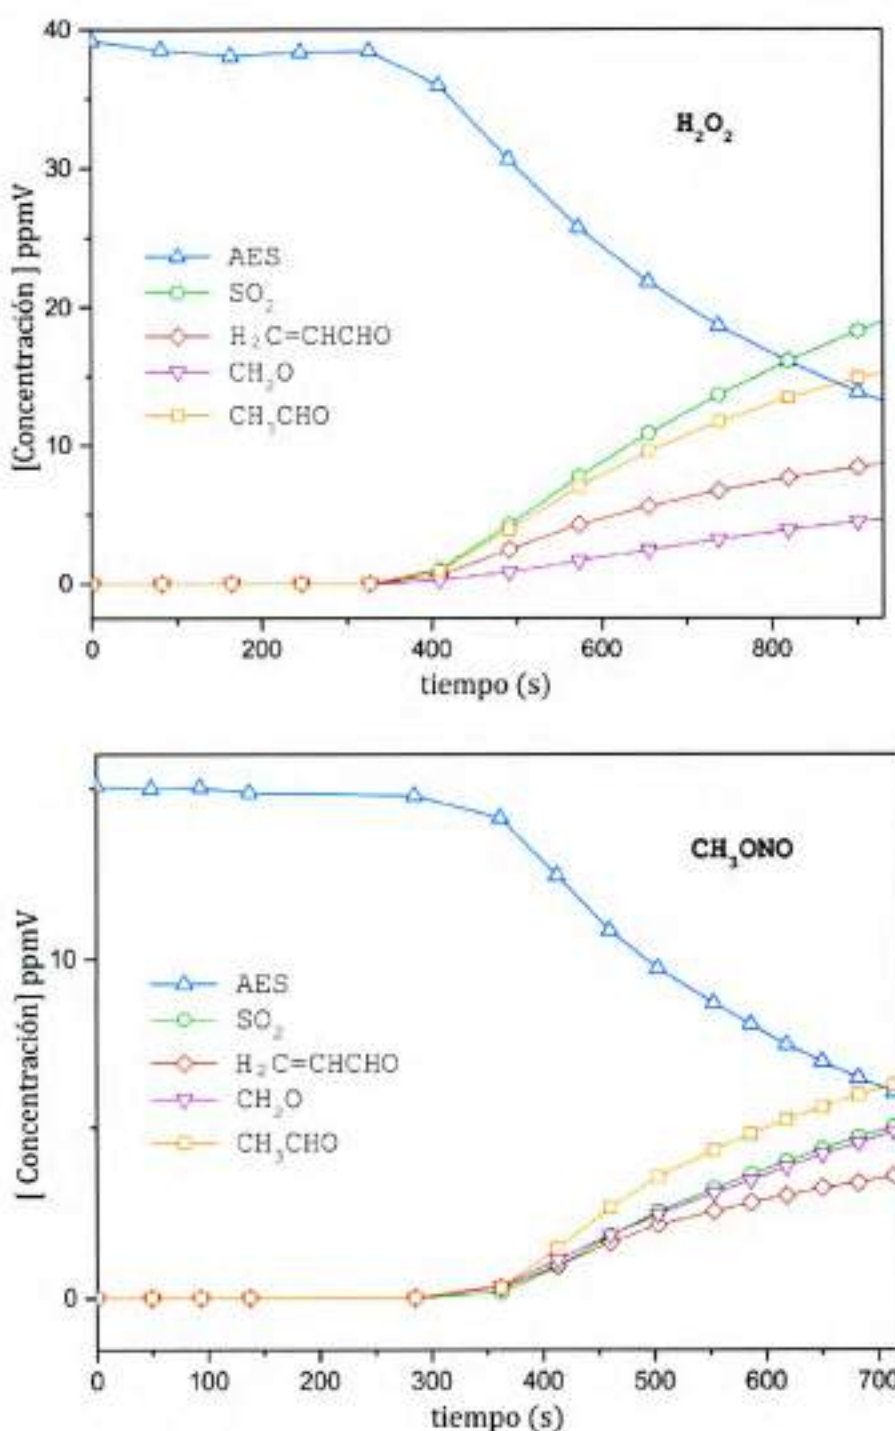 40
H₂O₂
30
[Concentración ] ppmV
AES
SO₂
20
H₂C=CHCHO
CH₂O
CH₃CHO
10
0
0 200 400 600 800
tiempo (s)
CH₃ONO
[ Concentración] ppmV
10
AES
SO₂
H₂C=CHCHO
CH₂O
CH₃CHO
0
0 100 200 300 400 500 600 700
tiempo (s)